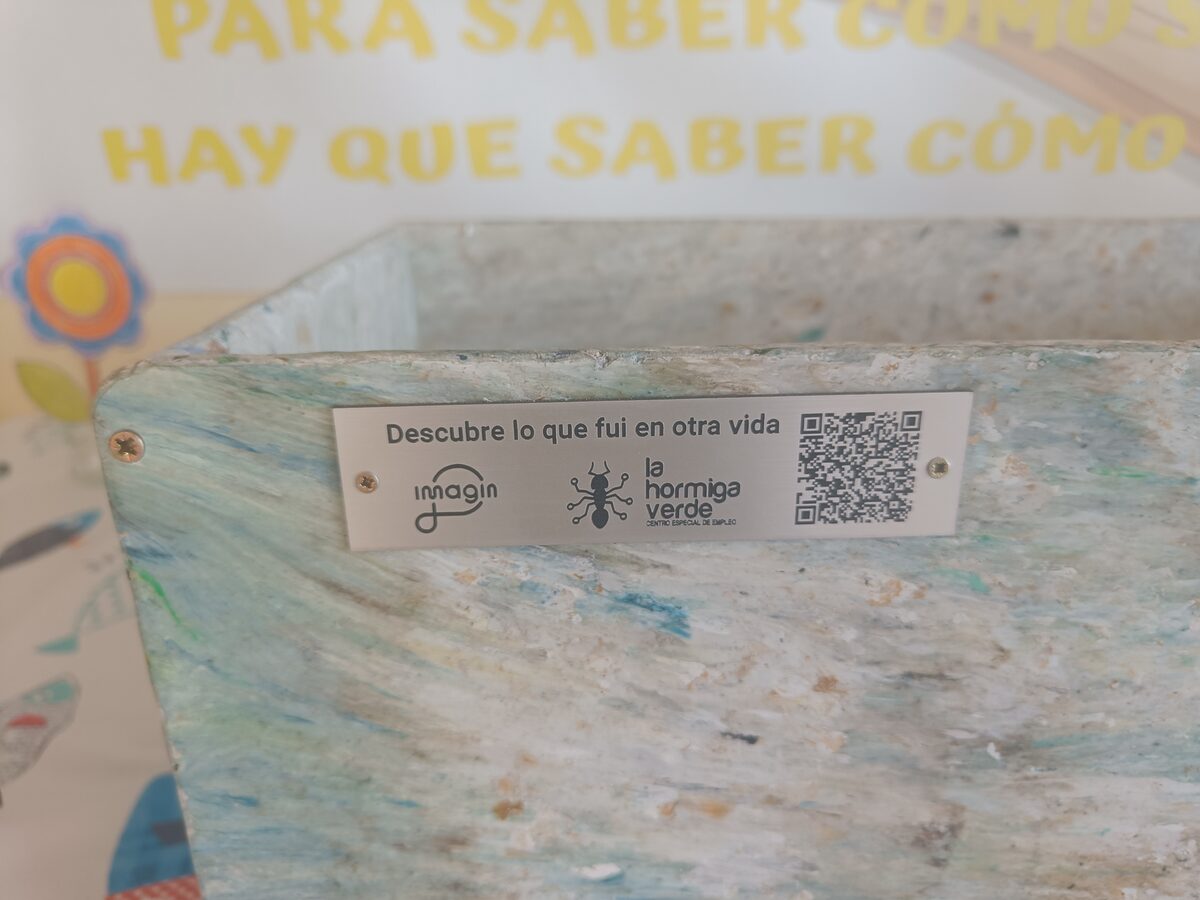 PARA SABER CÓMO S
HAY QUE SABER CÓMO
Descubre lo que fui en otra vida
imagin
la
hormiga
verde
CENTRO ESPECIAL DE EMPLEO